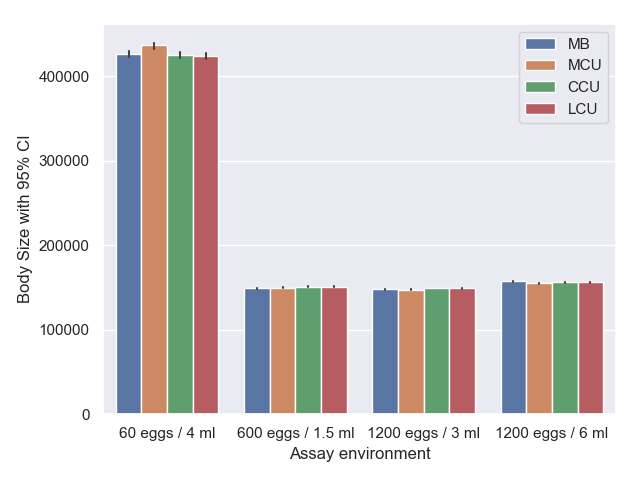 MB
MCU
CCU
LCU
Body Size with 95% CI
400000
300000
200000
100000
0
60 eggs / 4 ml
600 eggs / 1.5 ml
1200 eggs / 3 ml
1200 eggs / 6 ml
Assay environment